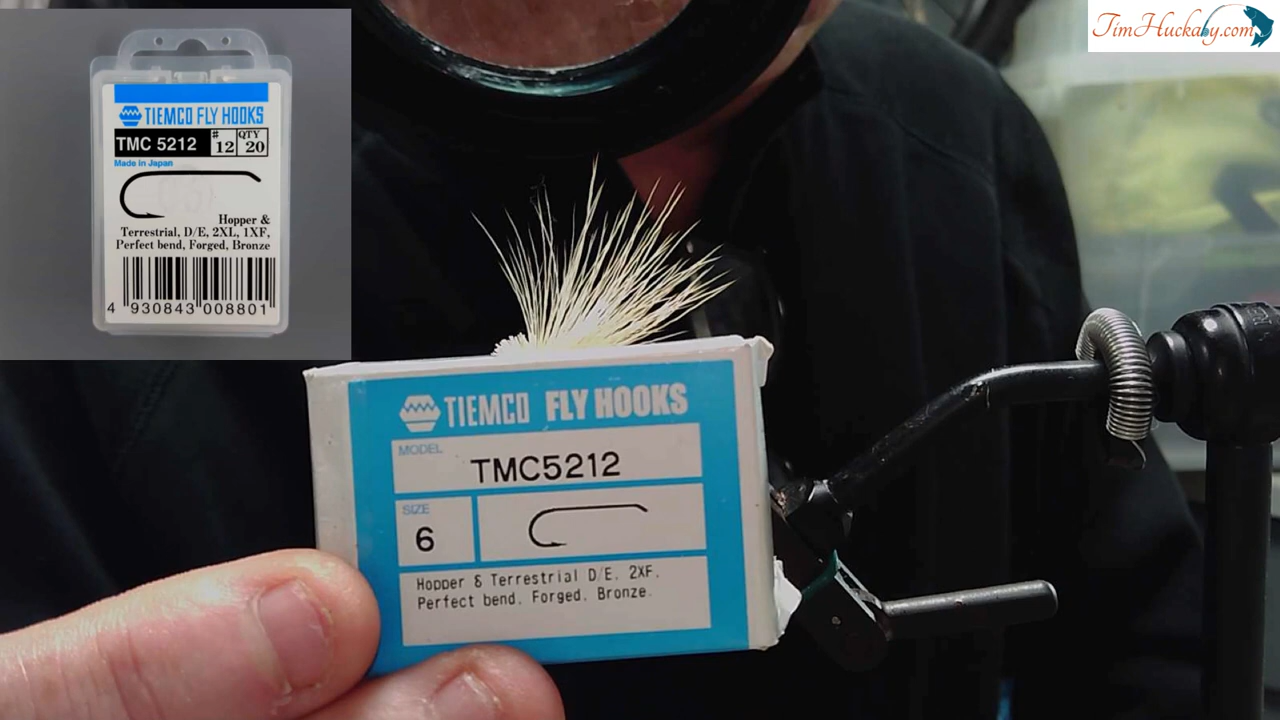 TIEMCO FLY HOOKS
TMC 5212 # 12 QTY 20
Made in Japan
Hopper &
Terrestrial, D/E, 2XL, 1XF,
Perfect bend, Forged, Bronze
4 930843 008801
TimHuckaby.com
TIEMCO FLY HOOKS
MODEL
TMC5212
SIZE
6
Hopper & Terrestrial D/E. 2XF.
Perfect bend. Forged. Bronze.